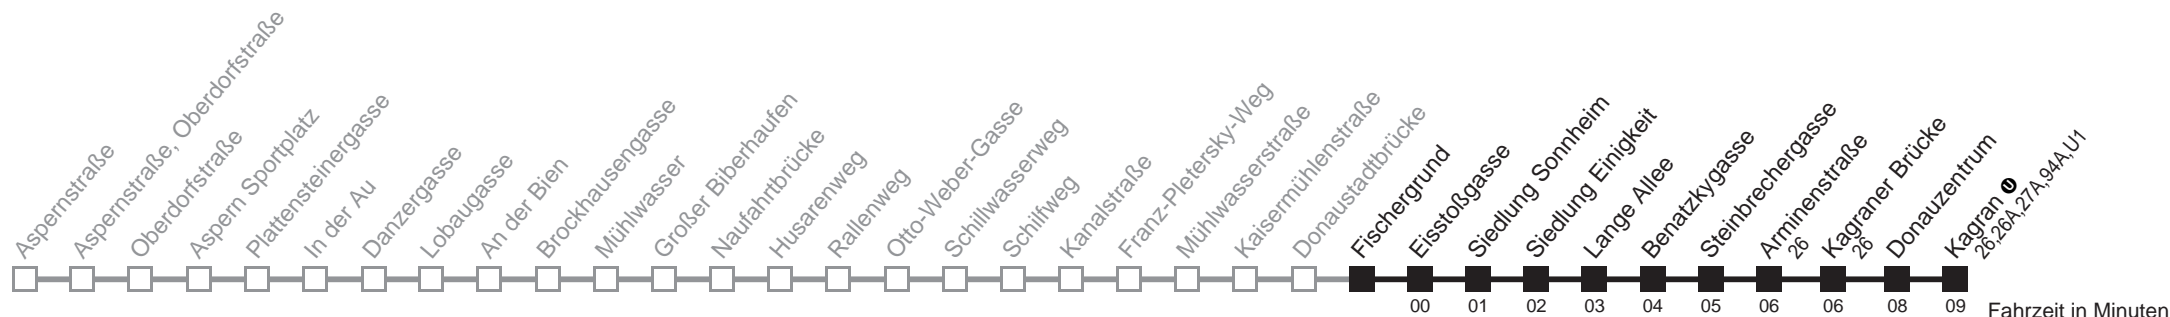 Aspernstraße
Aspernstraße, Oberdorfstraße
Oberdorfstraße
Aspern Sportplatz
Plattensteinergasse
In der Au
Danzergasse
Lobaugasse
An der Bien
Brockhausengasse
Mühlwasser
Großer Biberhaufen
Naufahrtbrücke
Husarenweg
Rallenweg
Otto-Weber-Gasse
Schillwasserweg
Schilfweg
Kanalstraße
Franz-Pletersky-Weg
Mühlwasserstraße
Kaisermühlenstraße
Donaustadtbrücke
Fischergrund
Eisstoßgasse
Siedlung Sonnheim
Siedlung Einigkeit
Lange Allee
Benatzkygasse
Steinbrechergasse
Arminenstraße
26
Kagraner Brücke
26
Donauzentrum
Kagran U
26,26A,27A,94A,U1
00 01 02 03 04 05 06 06 08 09 Fahrzeit in Minuten